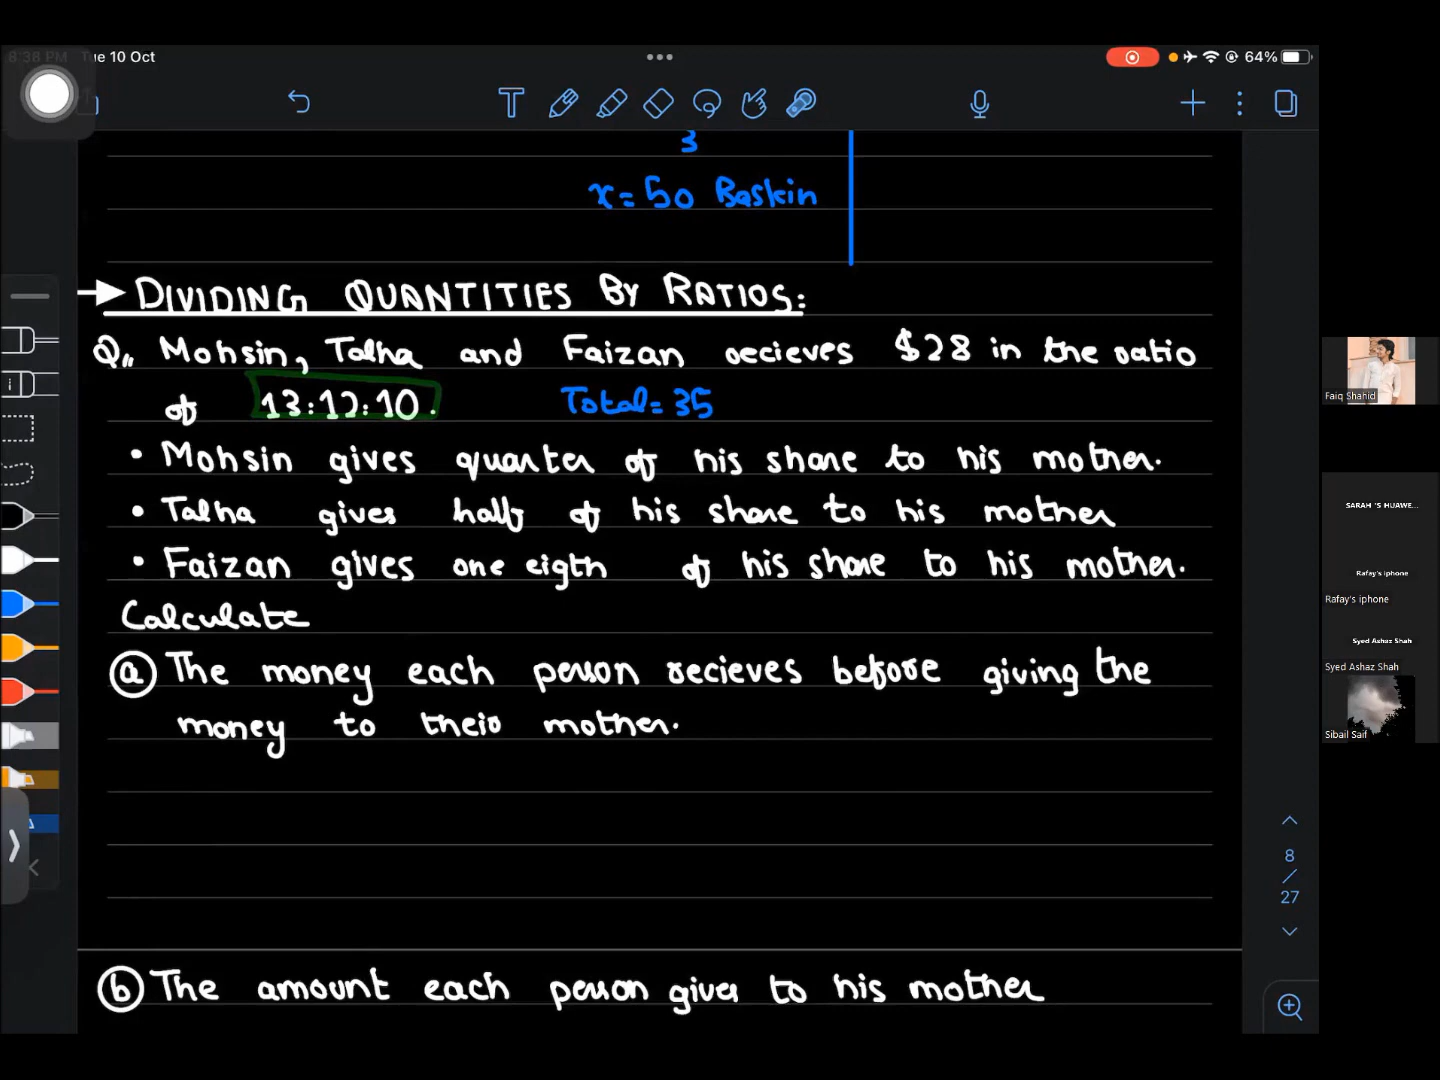 8:38 PM Tue 10 Oct
64%
3
x = 50 Baskin
DIVIDING QUANTITIES BY RATIOS:
Q,, Mohsin, Talha and Faizan recieves $28 in the ratio
of 13:12:10. Total = 35
• Mohsin gives quarter of his share to his mother.
• Talha gives half of his share to his mother
• Faizan gives one eigth of his share to his mother.
Calculate
(a) The money each person recieves before giving the
money to their mother.
(b) The amount each person gives to his mother
8
/
27
Faiq Shahid
SARAH 'S HUAWE...
Rafay's iphone
Rafay's iphone
Syed Ashaz Shah
Syed Ashaz Shah
Sibail Saif